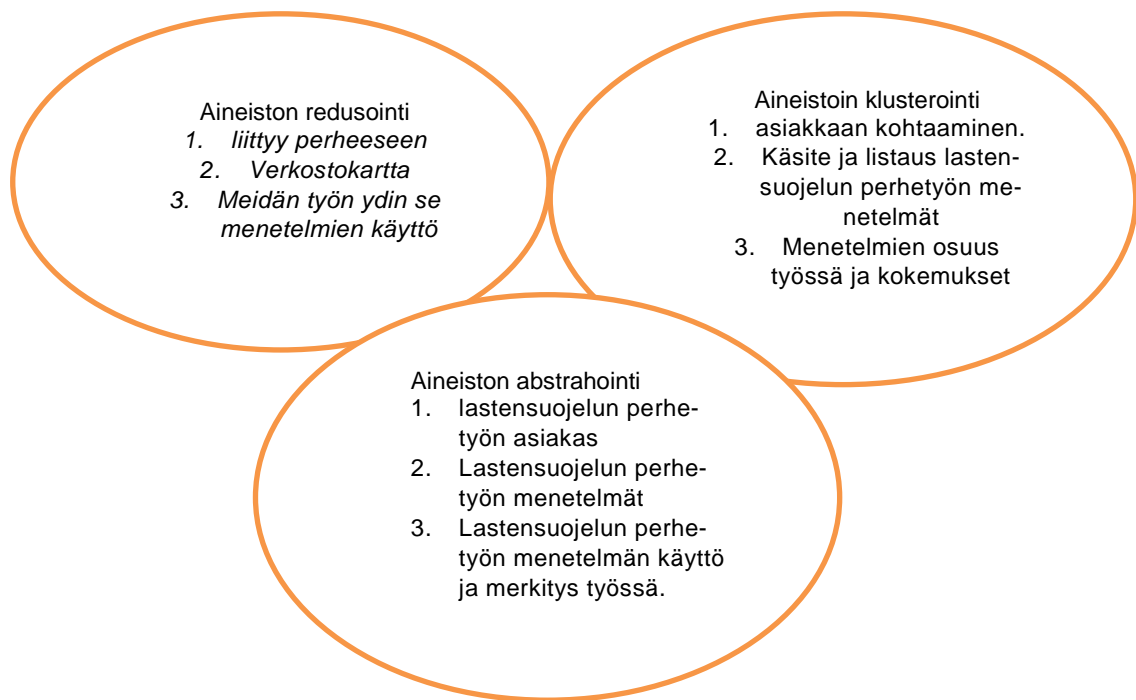 Aineiston redusointi
1. liittyy perheeseen
2. Verkostokartta
3. Meidän työn ydin se
menetelmien käyttö
Aineistoin klusterointi
1. asiakkaan kohtaaminen.
2. Käsite ja listaus lasten-
suojelun perhetyön me-
netelmät
3. Menetelmien osuus
työssä ja kokemukset
Aineiston abstrahointi
1. lastensuojelun perhe-
työn asiakas
2. Lastensuojelun perhe-
työn menetelmät
3. Lastensuojelun perhe-
työn menetelmän käyttö
ja merkitys työssä.